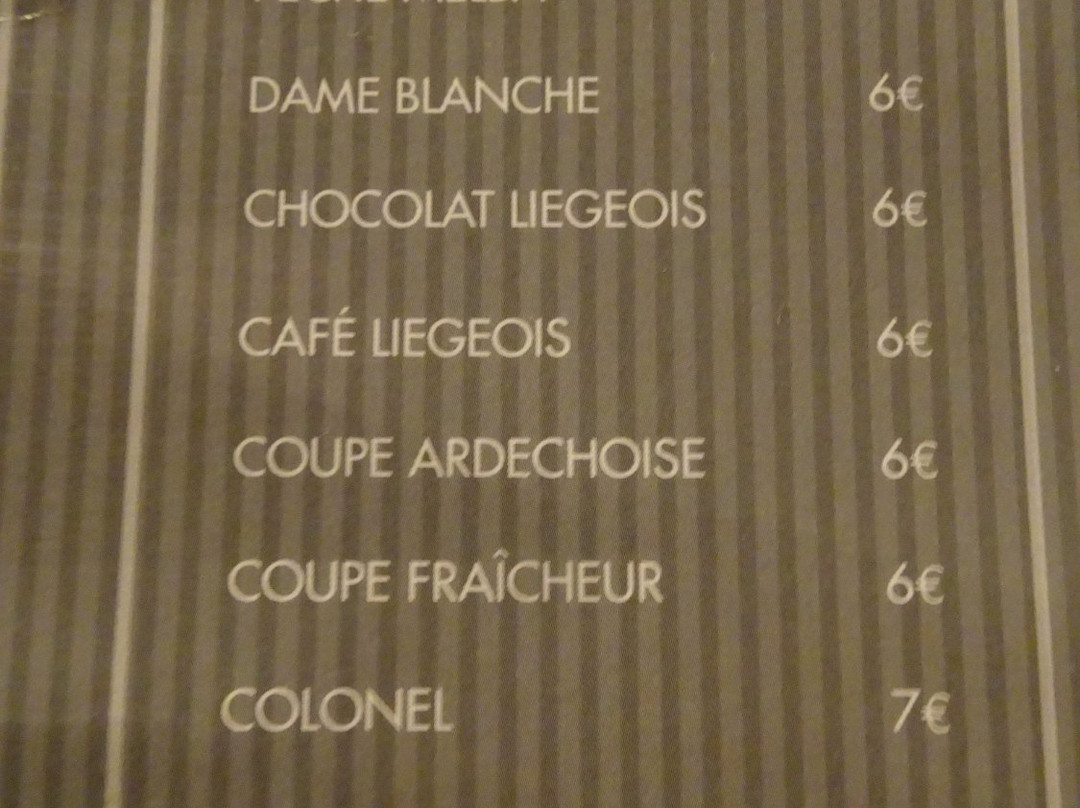 DAME BLANCHE 6€
CHOCOLAT LIEGEOIS 6€
CAFÉ LIEGEOIS 6€
COUPE ARDECHOISE 6€
COUPE FRAÎCHEUR 6€
COLONEL 7€